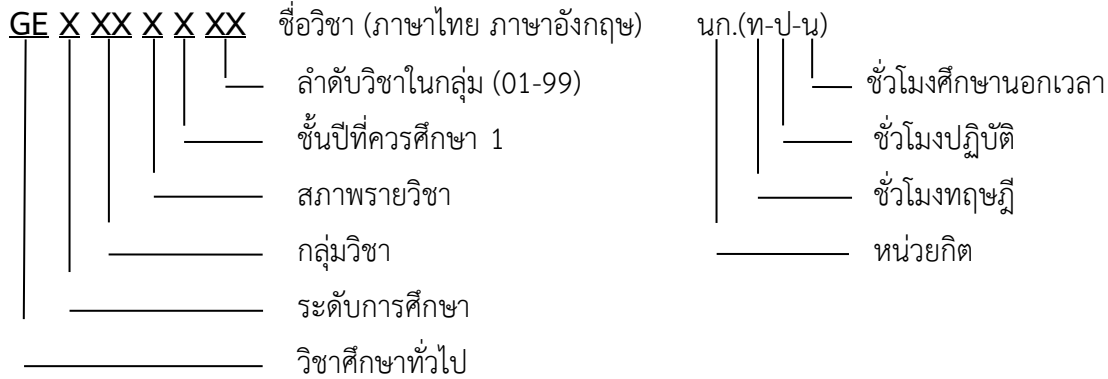 GE X XX X X XX ชื่อวิชา (ภาษาไทย ภาษาอังกฤษ) นก.(ท-ป-น)
ลำดับวิชาในกลุ่ม (01-99) ชั่วโมงศึกษานอกเวลา
ชั้นปีที่ควรศึกษา 1 ชั่วโมงปฏิบัติ
สภาพรายวิชา ชั่วโมงทฤษฎี
กลุ่มวิชา หน่วยกิต
ระดับการศึกษา
วิชาศึกษาทั่วไป